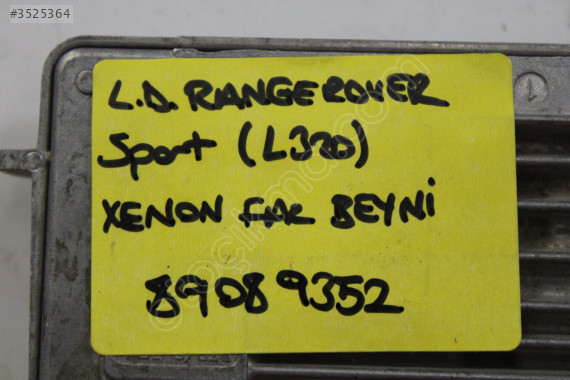 #3525364
L.D. RANGEROVER
Sport (L320)
XENON FAR BEYNİ
89089352